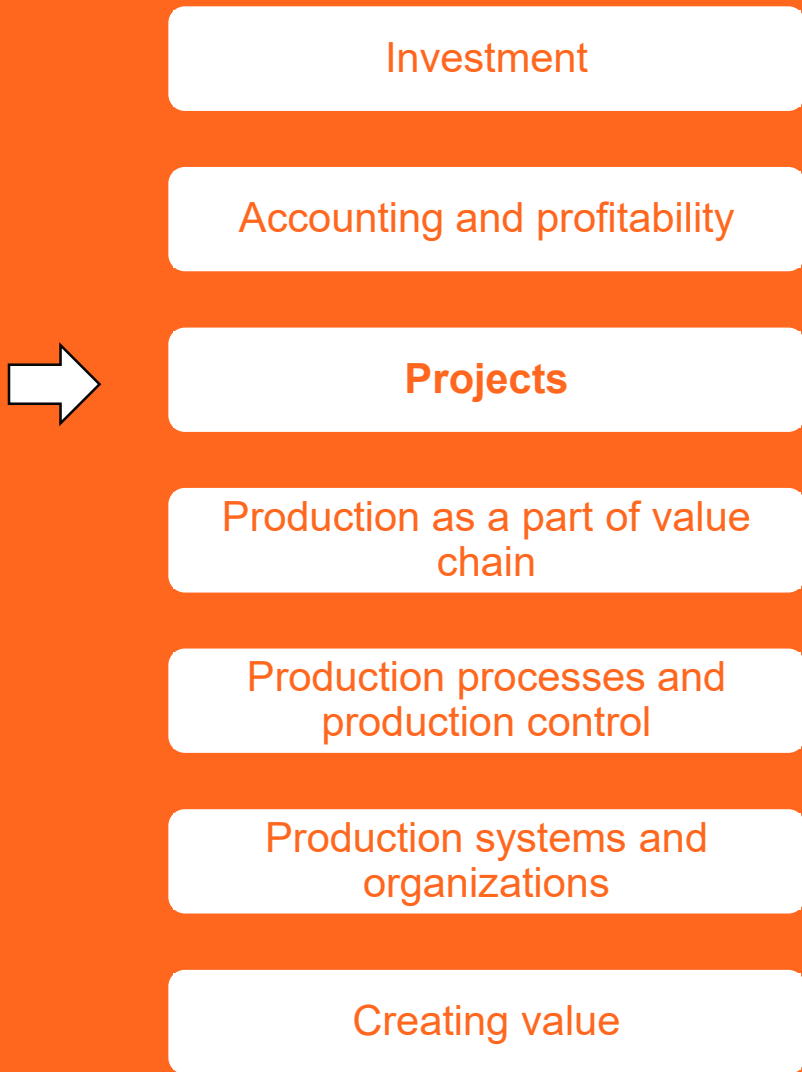 Investment
Accounting and profitability
Projects
Production as a part of value
chain
Production processes and
production control
Production systems and
organizations
Creating value